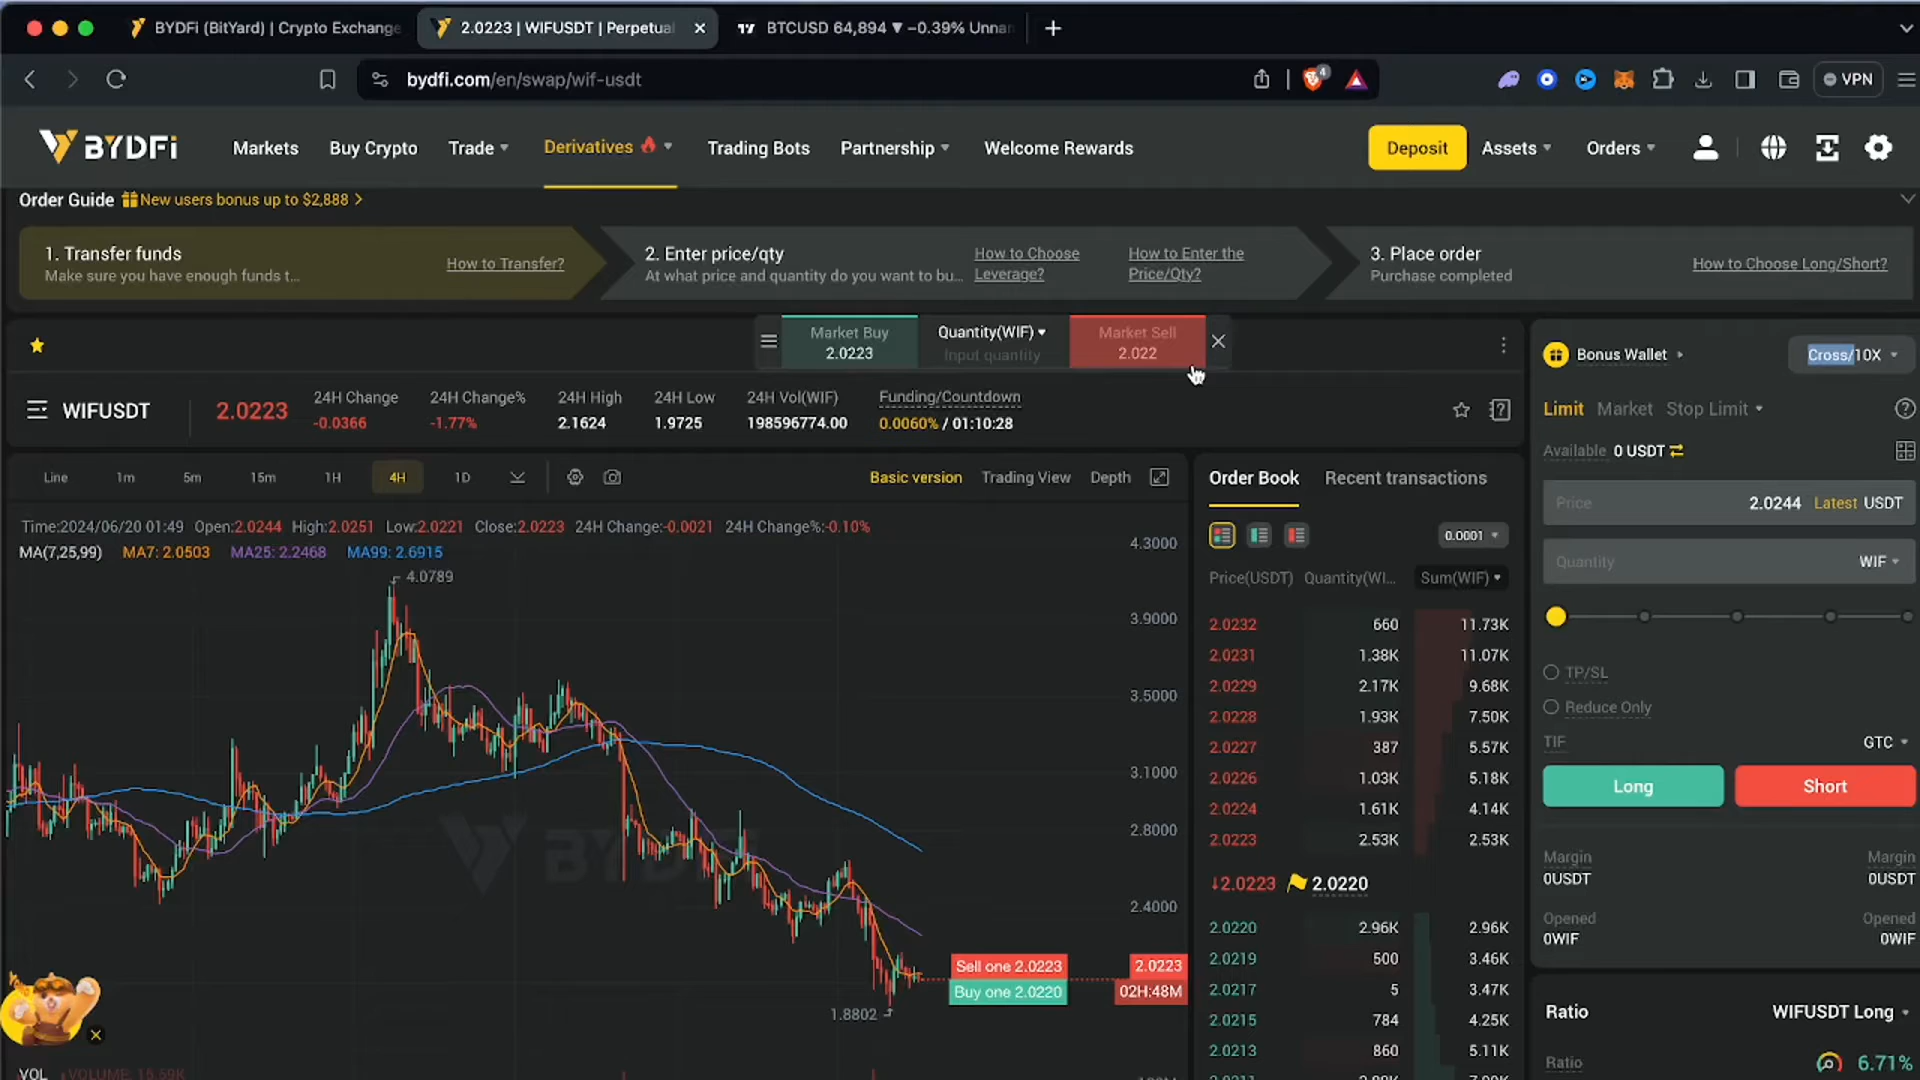 BYDFi (BitYard) | Crypto Exchange
2.0223 | WIFUSDT | Perpetual
BTCUSD 64,894 ▼ −0.39% Unnar
bydfi.com/en/swap/wif-usdt
4
VPN
BYDFi
Markets
Buy Crypto
Trade
Derivatives
Trading Bots
Partnership
Welcome Rewards
Deposit
Assets
Orders
Order Guide
New users bonus up to $2,888 >
1. Transfer funds
Make sure you have enough funds t...
How to Transfer?
2. Enter price/qty
At what price and quantity do you want to bu...
How to Choose
Leverage?
How to Enter the
Price/Qty?
3. Place order
Purchase completed
How to Choose Long/Short?
Market Buy
2.0223
Quantity(WIF)
Input quantity
Market Sell
2.022
WIFUSDT
2.0223
24H Change
-0.0366
24H Change%
-1.77%
24H High
2.1624
24H Low
1.9725
24H Vol(WIF)
198596774.00
Funding/Countdown
0.0060% / 01:10:28
Line
1m
5m
15m
1H
4H
1D
Basic version
Trading View
Depth
Time:2024/06/20 01:49 Open:2.0244 High:2.0251 Low:2.0221 Close:2.0223 24H Change:-0.0021 24H Change%:-0.10%
MA(7,25,99) MA7: 2.0503 MA25: 2.2468 MA99: 2.6915
4.0789
4.3000
3.9000
3.5000
3.1000
2.8000
2.4000
BYDFi
Sell one 2.0223
2.0223
Buy one 2.0220
02H:48M
1.8802
VOL
VOLUME: 15.59K
Order Book
Recent transactions
0.0001
Price(USDT) Quantity(WI... Sum(WIF)
2.0232 660 11.73K
2.0231 1.38K 11.07K
2.0229 2.17K 9.68K
2.0228 1.93K 7.50K
2.0227 387 5.57K
2.0226 1.03K 5.18K
2.0224 1.61K 4.14K
2.0223 2.53K 2.53K
↓2.0223 2.0220
2.0220 2.96K 2.96K
2.0219 500 3.46K
2.0217 5 3.47K
2.0215 784 4.25K
2.0213 860 5.11K
Bonus Wallet
Cross/10X
Limit
Market
Stop Limit
Available 0 USDT
Price 2.0244 Latest USDT
Quantity WIF
TP/SL
Reduce Only
TIF GTC
Long
Short
Margin Margin
0USDT 0USDT
Opened Opened
0WIF 0WIF
Ratio WIFUSDT Long
Ratio 6.71%